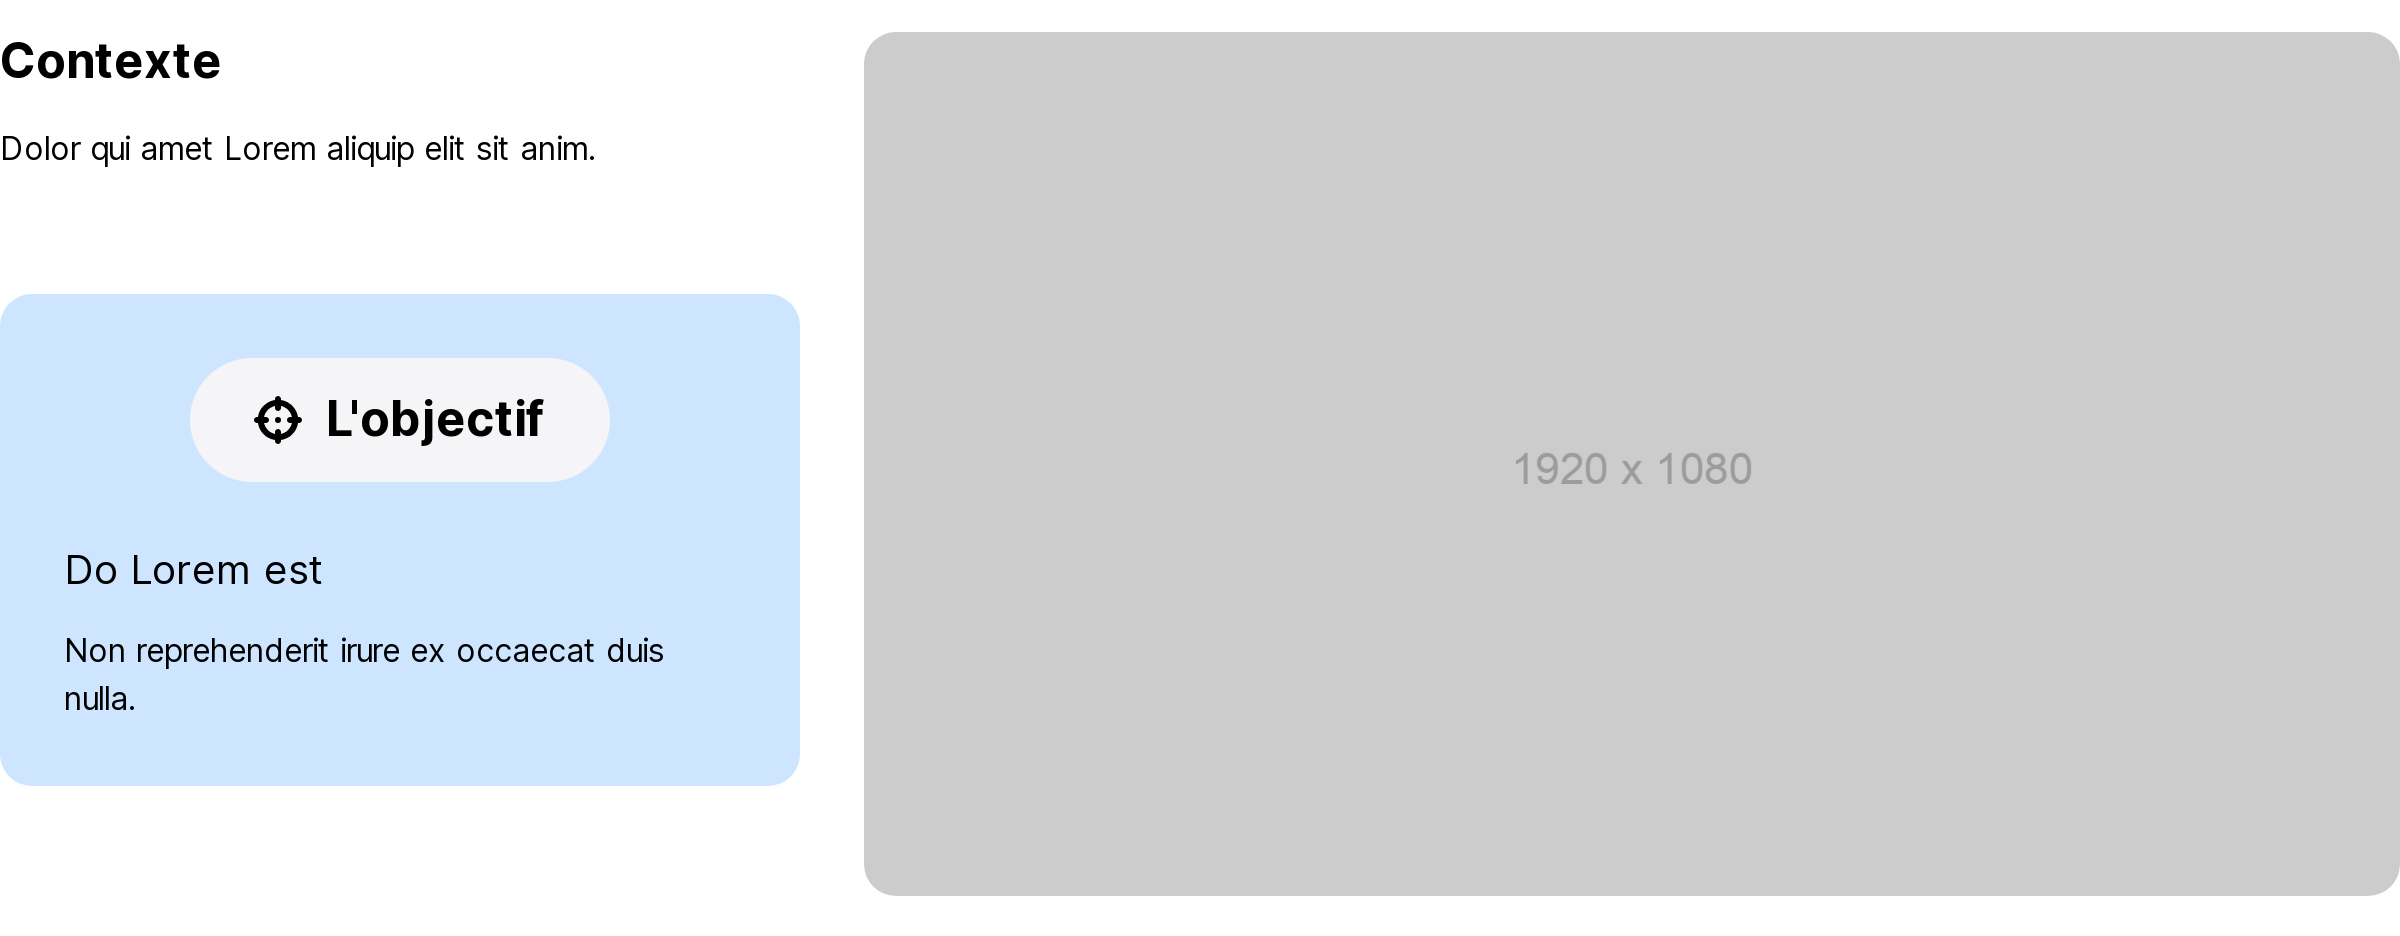 Contexte
Dolor qui amet Lorem aliquip elit sit anim.
L'objectif
Do Lorem est
Non reprehenderit irure ex occaecat duis
nulla.
1920 x 1080